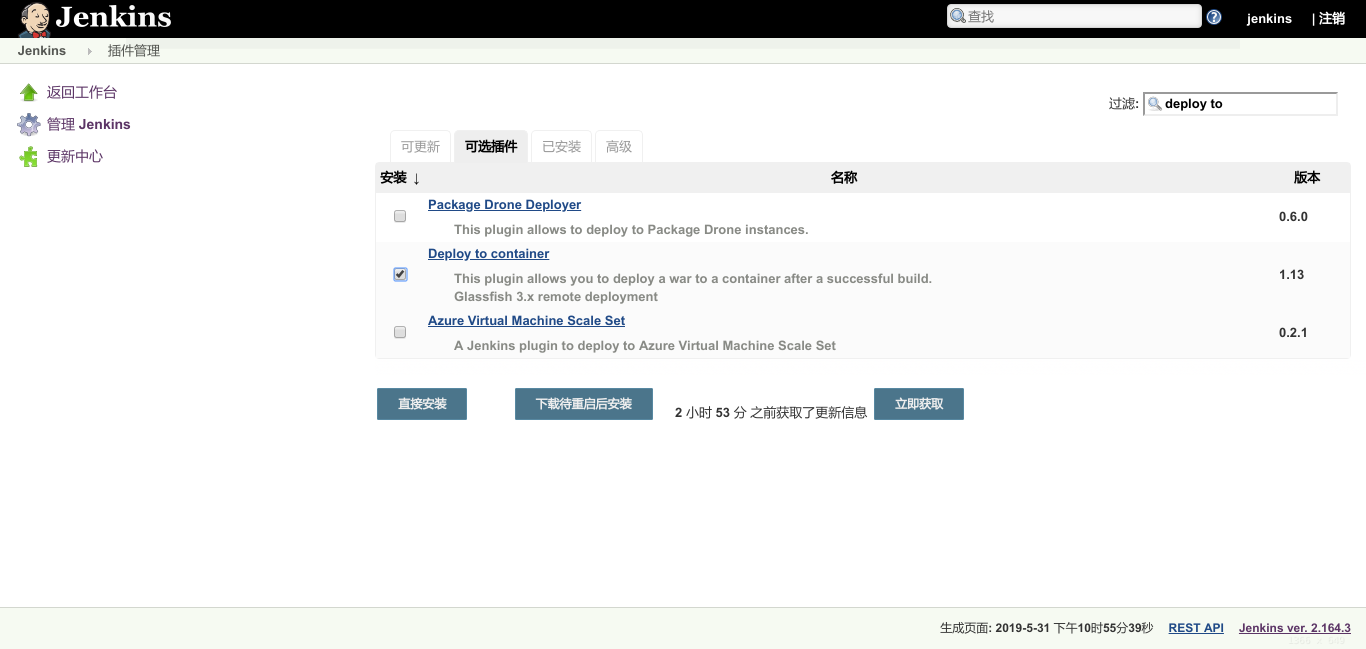 Jenkins
查找
jenkins
| 注销
Jenkins
插件管理
返回工作台
管理 Jenkins
更新中心
过滤: deploy to
可更新
可选插件
已安装
高级
安装 ↓
名称
版本
Package Drone Deployer
This plugin allows to deploy to Package Drone instances.
0.6.0
Deploy to container
This plugin allows you to deploy a war to a container after a successful build.
Glassfish 3.x remote deployment
1.13
Azure Virtual Machine Scale Set
A Jenkins plugin to deploy to Azure Virtual Machine Scale Set
0.2.1
直接安装
下载待重启后安装
2 小时 53 分 之前获取了更新信息
立即获取
生成页面: 2019-5-31 下午10时55分39秒
REST API
Jenkins ver. 2.164.3